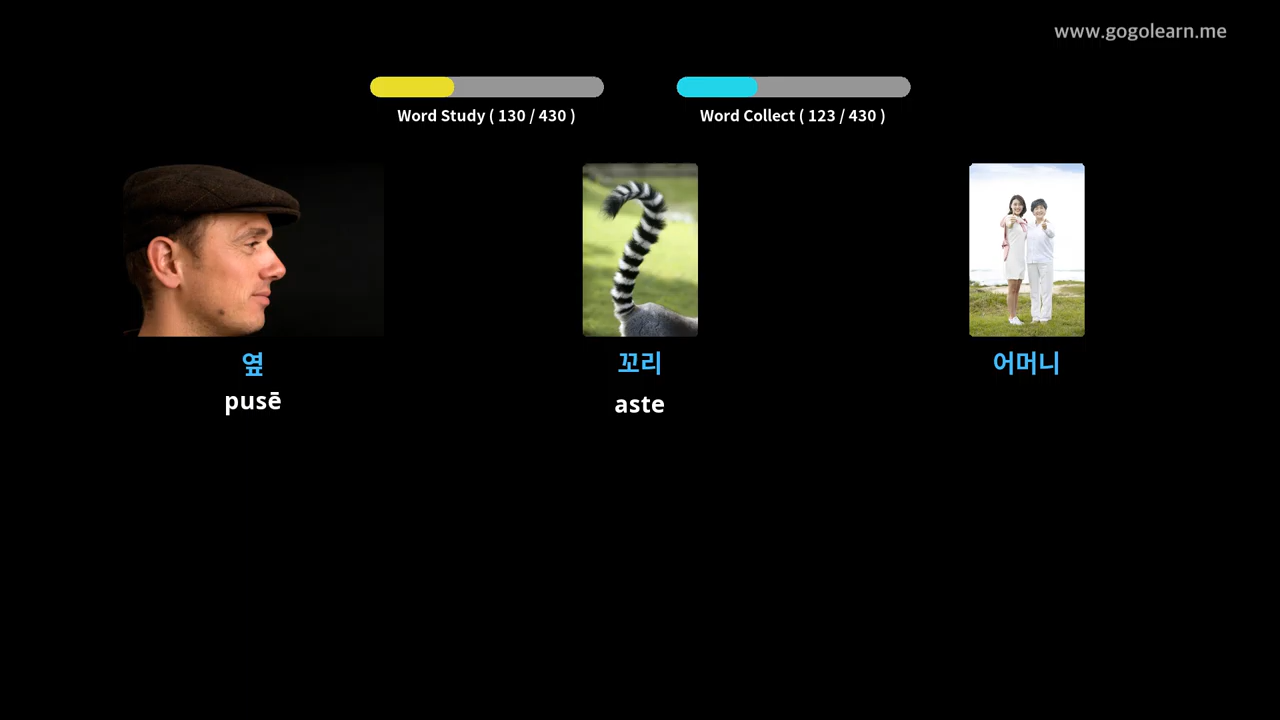 www.gogolearn.me
Word Study ( 130 / 430 )
Word Collect ( 123 / 430 )
옆
꼬리
어머니
pusē
aste